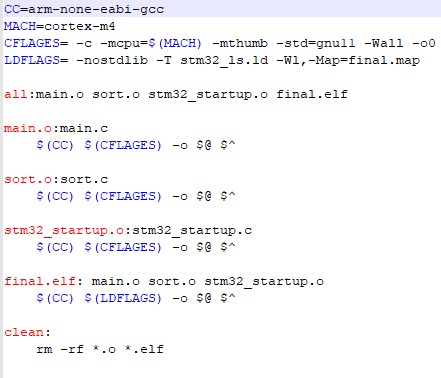 CC=arm-none-eabi-gcc
MACH=cortex-m4
CFLAGES= -c -mcpu=$(MACH) -mthumb -std=gnu11 -Wall -o0
LDFLAGS= -nostdlib -T stm32_ls.ld -Wl,-Map=final.map
all:main.o sort.o stm32_startup.o final.elf
main.o:main.c
$(CC) $(CFLAGES) -o $@ $^
sort.o:sort.c
$(CC) $(CFLAGES) -o $@ $^
stm32_startup.o:stm32_startup.c
$(CC) $(CFLAGES) -o $@ $^
final.elf: main.o sort.o stm32_startup.o
$(CC) $(LDFLAGS) -o $@ $^
clean:
rm -rf *.o *.elf